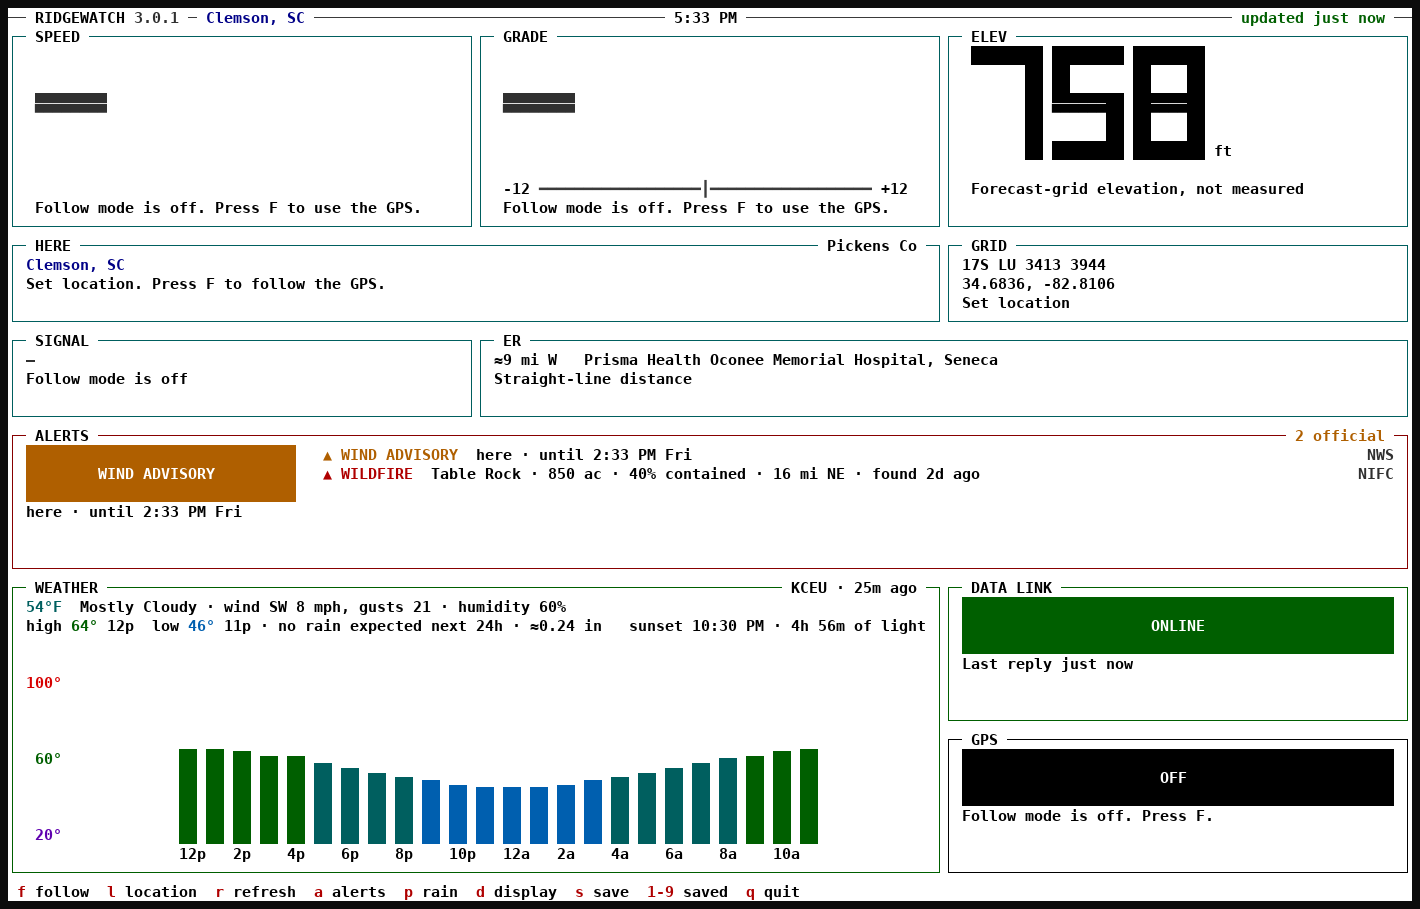 RIDGEWATCH 3.0.1 — Clemson, SC 5:33 PM updated just now
SPEED
—
Follow mode is off. Press F to use the GPS.
GRADE
—
-12 +12
Follow mode is off. Press F to use the GPS.
ELEV
758 ft
Forecast-grid elevation, not measured
HERE Pickens Co
Clemson, SC
Set location. Press F to follow the GPS.
GRID
17S LU 3413 3944
34.6836, -82.8106
Set location
SIGNAL
—
Follow mode is off
ER
≈9 mi W Prisma Health Oconee Memorial Hospital, Seneca
Straight-line distance
ALERTS 2 official
WIND ADVISORY
here · until 2:33 PM Fri
▲ WIND ADVISORY here · until 2:33 PM Fri NWS
▲ WILDFIRE Table Rock · 850 ac · 40% contained · 16 mi NE · found 2d ago NIFC
WEATHER KCEU · 25m ago
54°F Mostly Cloudy · wind SW 8 mph, gusts 21 · humidity 60%
high 64° 12p low 46° 11p · no rain expected next 24h · ≈0.24 in sunset 10:30 PM · 4h 56m of light
100°
60°
20°
12p 2p 4p 6p 8p 10p 12a 2a 4a 6a 8a 10a
DATA LINK
ONLINE
Last reply just now
GPS
OFF
Follow mode is off. Press F.
f follow l location r refresh a alerts p rain d display s save 1-9 saved q quit